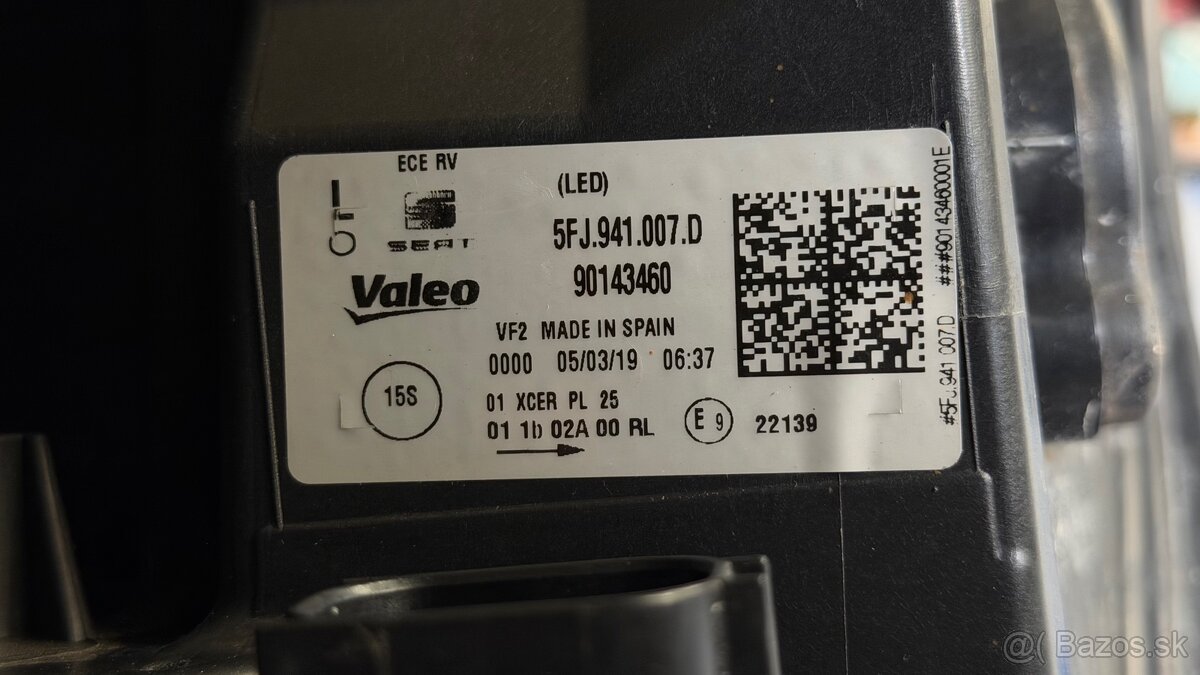 ECE RV
(LED)
SEAT
5FJ.941.007.D
Valeo
90143460
VF2 MADE IN SPAIN
0000 05/03/19 06:37
15S
01 XCER PL 25
01 1b 02A 00 RL
E 9
22139
#5FJ.941 007.D
###90143460001E
@( Bazos.sk